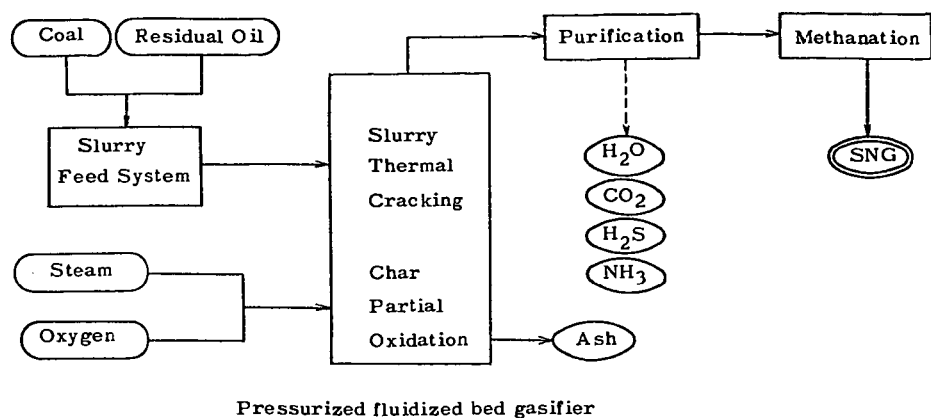 Coal
Residual Oil
Purification
Methanation
Slurry
Feed System
Slurry
Thermal
Cracking
H2O
CO2
H2S
NH3
SNG
Steam
Oxygen
Char
Partial
Oxidation
Ash
Pressurized fluidized bed gasifier